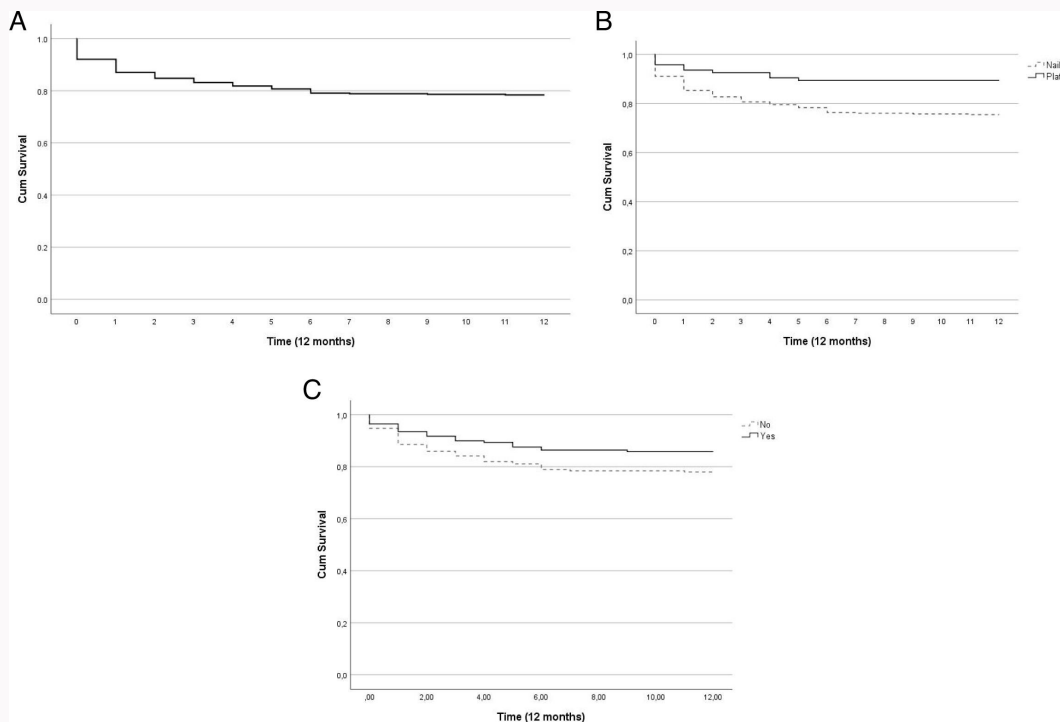 A
Cum Survival
1.0
0.8
0.6
0.4
0.2
0.0
0 1 2 3 4 5 6 7 8 9 10 11 12
Time (12 months)
B
Cum Survival
1,0
0,8
0,6
0,4
0,2
0,0
0 1 2 3 4 5 6 7 8 9 10 11 12
Time (12 months)
Nail
Plat
C
Cum Survival
1,0
0,8
0,6
0,4
0,2
0,0
,00 2,00 4,00 6,00 8,00 10,00 12,00
Time (12 months)
No
Yes